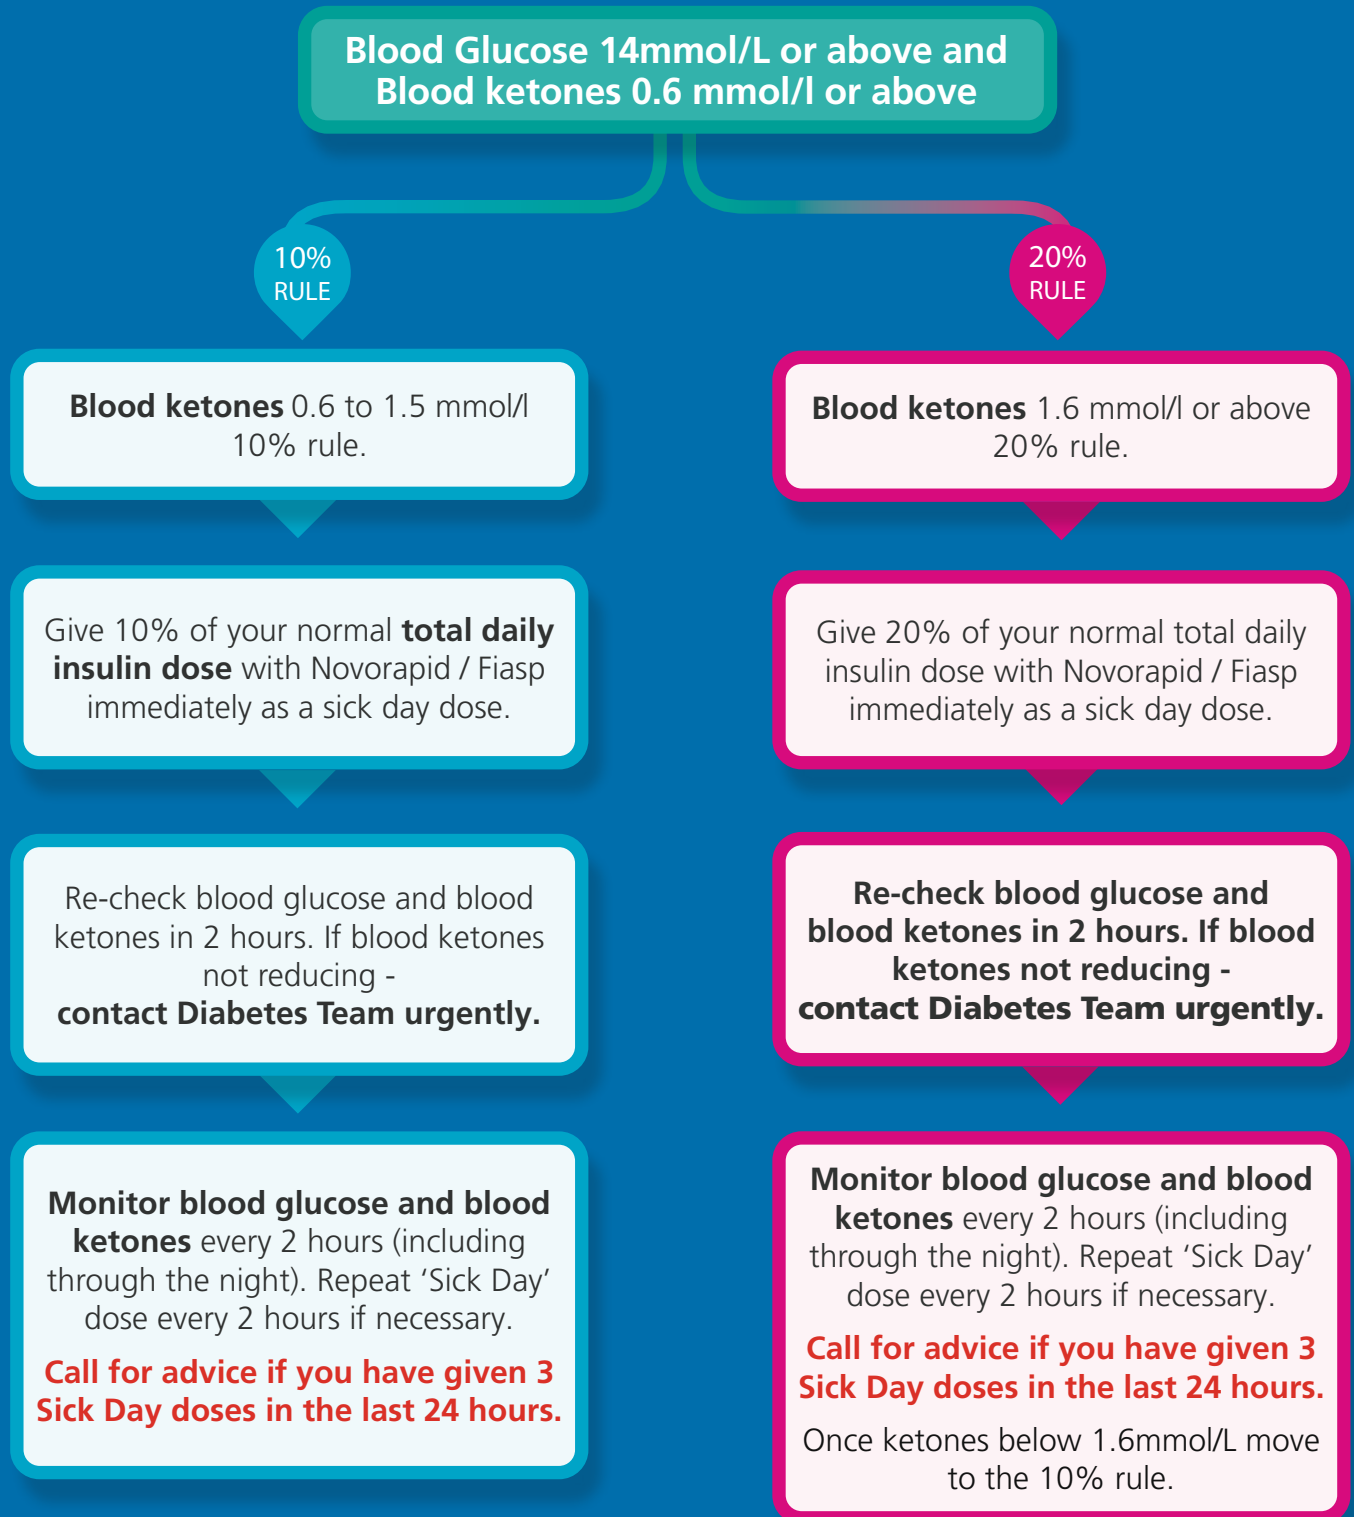 Blood Glucose 14mmol/L or above and
Blood ketones 0.6 mmol/l or above
10%
RULE
Blood ketones 0.6 to 1.5 mmol/l
10% rule.
Give 10% of your normal total daily
insulin dose with Novorapid / Fiasp
immediately as a sick day dose.
Re-check blood glucose and blood
ketones in 2 hours. If blood ketones
not reducing -
contact Diabetes Team urgently.
Monitor blood glucose and blood
ketones every 2 hours (including
through the night). Repeat ‘Sick Day’
dose every 2 hours if necessary.
Call for advice if you have given 3
Sick Day doses in the last 24 hours.
20%
RULE
Blood ketones 1.6 mmol/l or above
20% rule.
Give 20% of your normal total daily
insulin dose with Novorapid / Fiasp
immediately as a sick day dose.
Re-check blood glucose and
blood ketones in 2 hours. If blood
ketones not reducing -
contact Diabetes Team urgently.
Monitor blood glucose and blood
ketones every 2 hours (including
through the night). Repeat ‘Sick Day’
dose every 2 hours if necessary.
Call for advice if you have given 3
Sick Day doses in the last 24 hours.
Once ketones below 1.6mmol/L move
to the 10% rule.